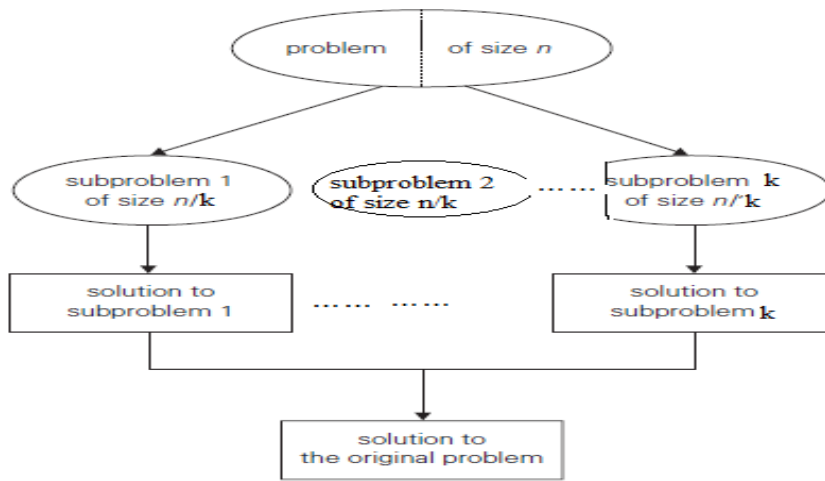 problem of size n
subproblem 1
of size n/k
subproblem 2
of size n/k
……
subproblem k
of size n/'k
solution to
subproblem 1
…… ……
solution to
subproblem k
solution to
the original problem